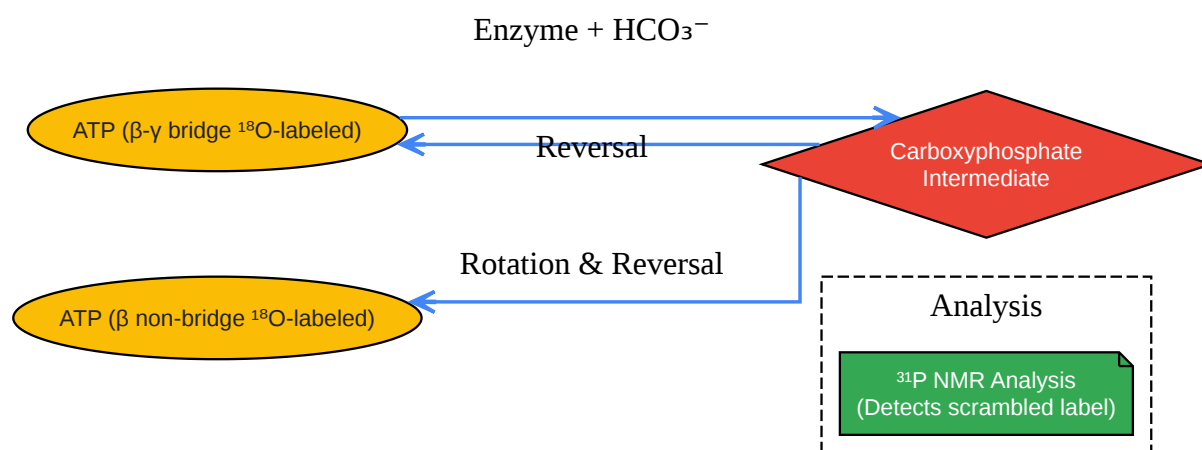 Enzyme + HCO₃⁻
ATP (β-γ bridge ¹⁸O-labeled)
Reversal
Carboxyphosphate
Intermediate
Rotation & Reversal
ATP (β non-bridge ¹⁸O-labeled)
Analysis
³¹P NMR Analysis
(Detects scrambled label)